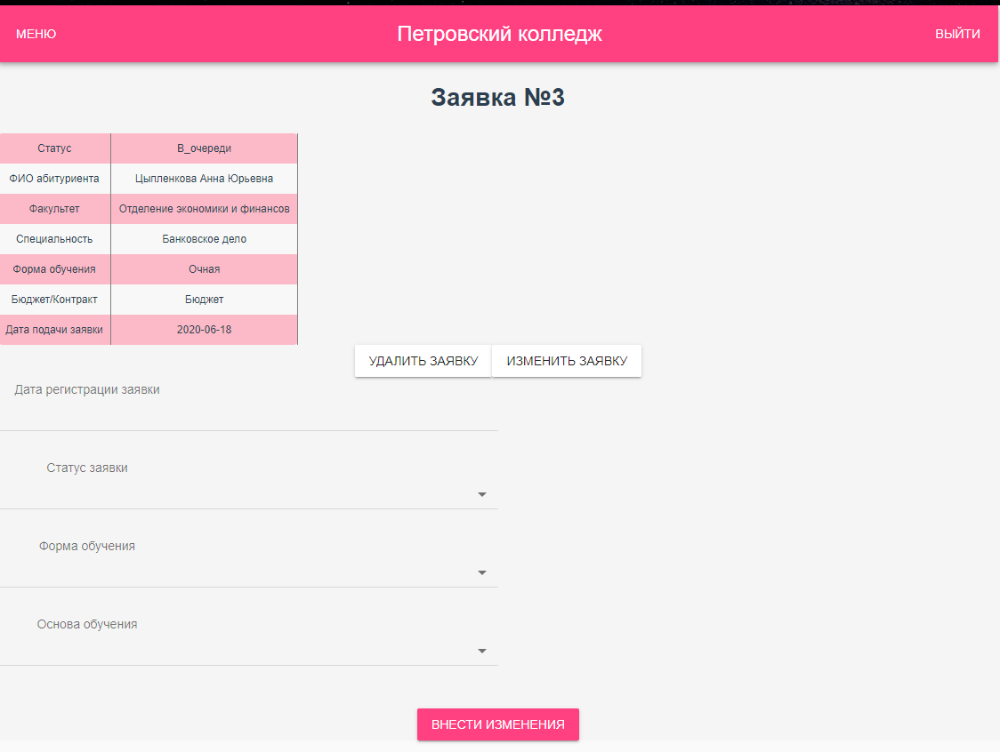 МЕНЮ Петровский колледж ВЫЙТИ
Заявка №3
Статус В_очереди
ФИО абитуриента Цыпленкова Анна Юрьевна
Факультет Отделение экономики и финансов
Специальность Банковское дело
Форма обучения Очная
Бюджет/Контракт Бюджет
Дата подачи заявки 2020-06-18
УДАЛИТЬ ЗАЯВКУ ИЗМЕНИТЬ ЗАЯВКУ
Дата регистрации заявки
Статус заявки
Форма обучения
Основа обучения
ВНЕСТИ ИЗМЕНЕНИЯ